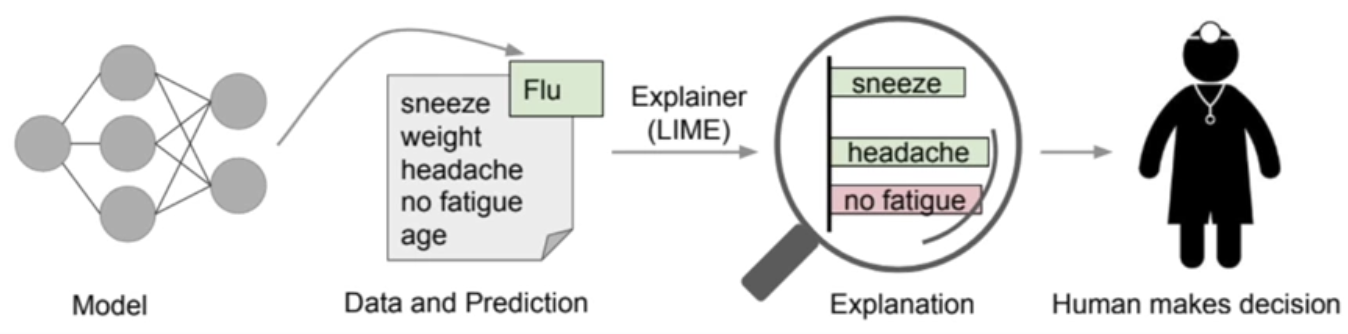 Flu
sneeze
weight
headache
no fatigue
age
Explainer
(LIME)
sneeze
headache
no fatigue
Model
Data and Prediction
Explanation
Human makes decision